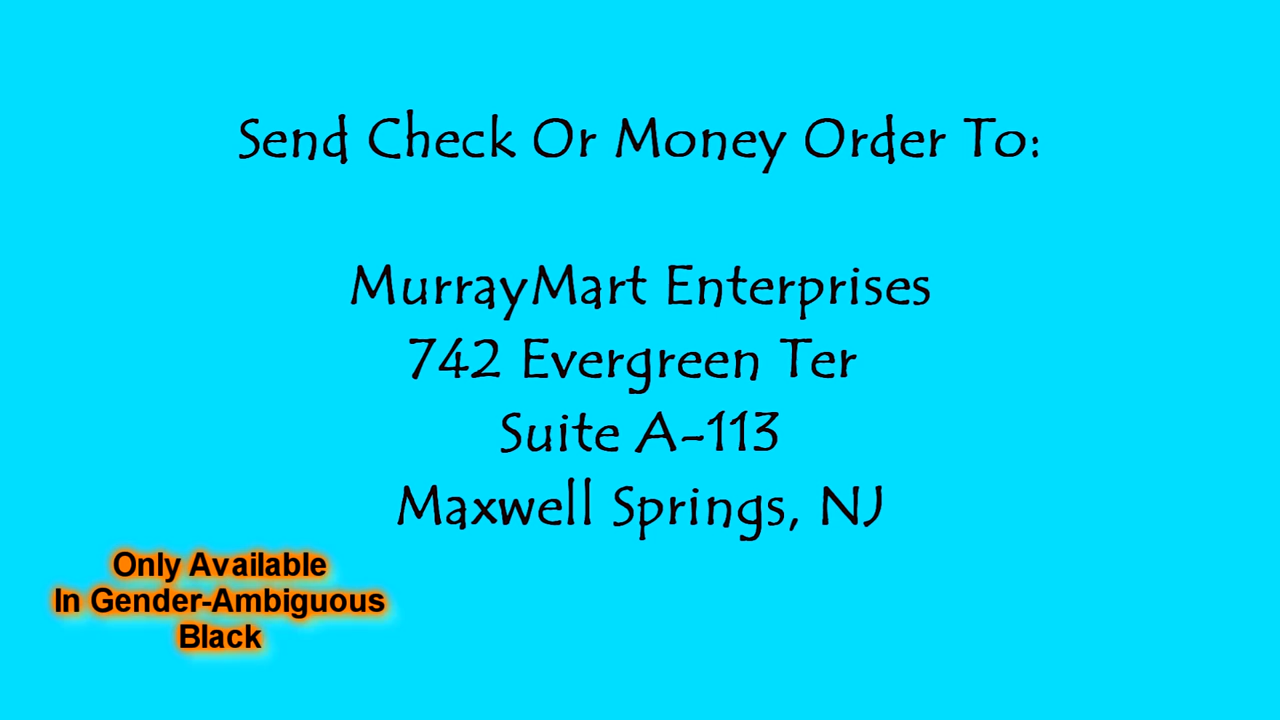 Send Check Or Money Order To:
MurrayMart Enterprises
742 Evergreen Ter
Suite A-113
Maxwell Springs, NJ
Only Available
In Gender-Ambiguous
Black